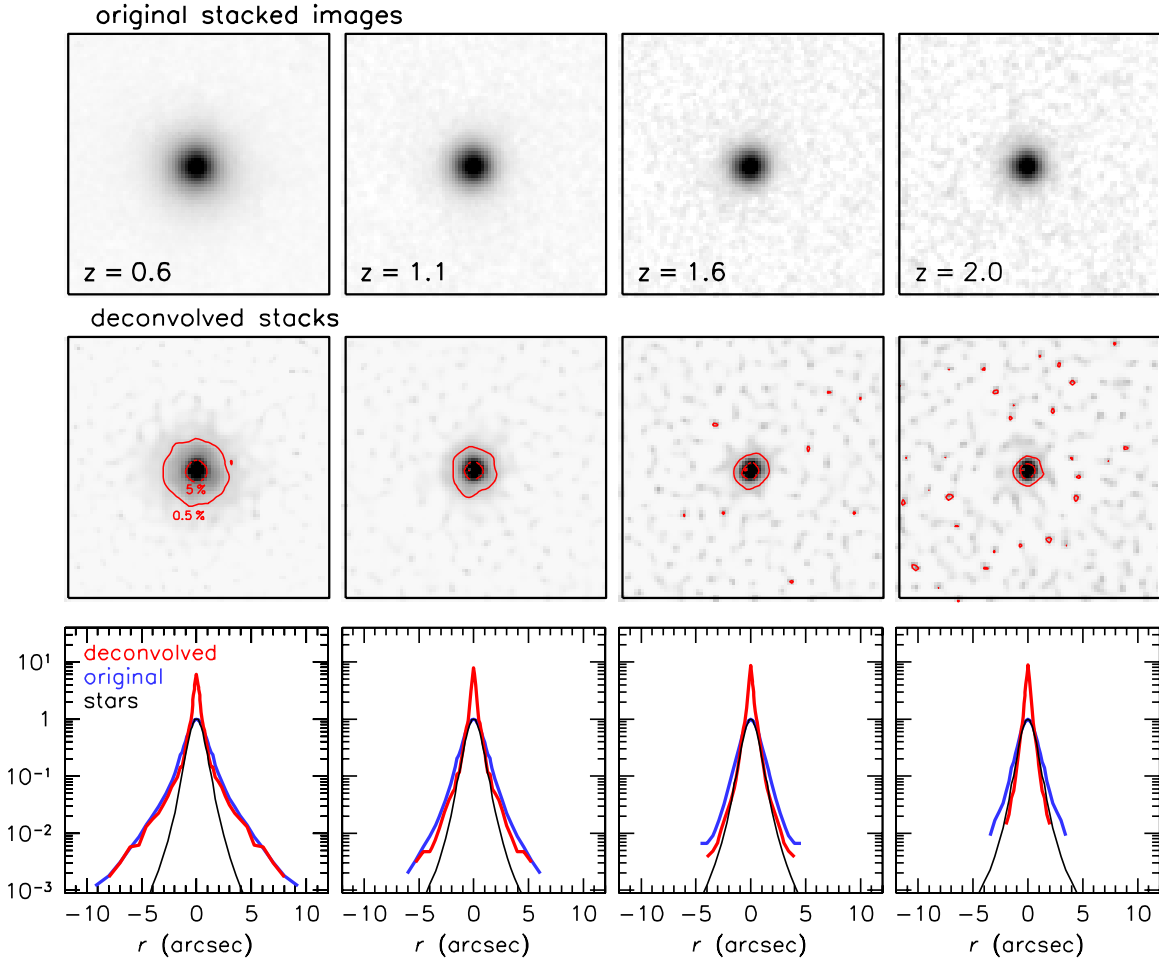 original stacked images
z = 0.6
z = 1.1
z = 1.6
z = 2.0
deconvolved stacks
5%
0.5%
deconvolved
original
stars
10¹
1
10⁻¹
10⁻²
10⁻³
−10 −5 0 5 10
−10 −5 0 5 10
−10 −5 0 5 10
−10 −5 0 5 10
r (arcsec)
r (arcsec)
r (arcsec)
r (arcsec)